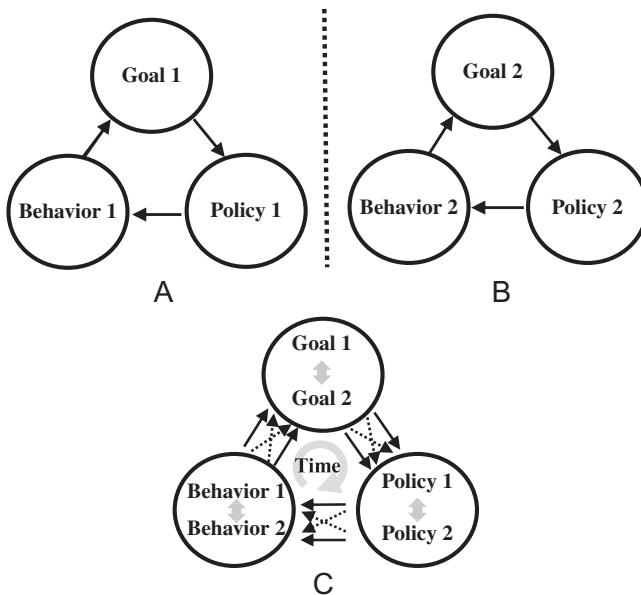 Goal 1
Behavior 1
Policy 1
A
Goal 2
Behavior 2
Policy 2
B
Goal 1
Goal 2
Time
Behavior 1
Behavior 2
Policy 1
Policy 2
C